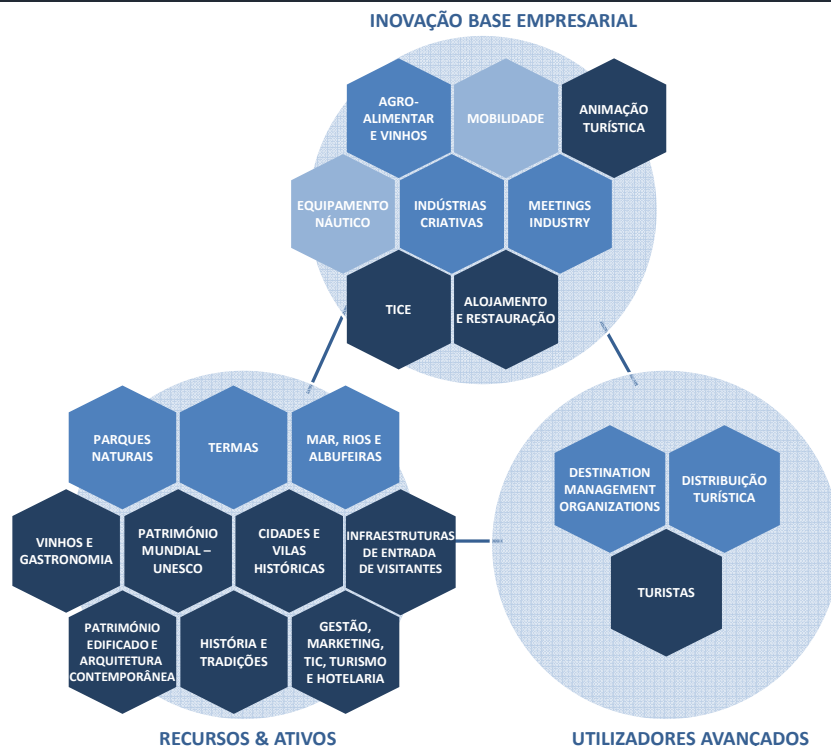 INOVAÇÃO BASE EMPRESARIAL
AGRO-
ALIMENTAR
E VINHOS
MOBILIDADE
ANIMAÇÃO
TURÍSTICA
EQUIPAMENTO
NÁUTICO
INDÚSTRIAS
CRIATIVAS
MEETINGS
INDUSTRY
TICE
ALOJAMENTO
E RESTAURAÇÃO
PARQUES
NATURAIS
TERMAS
MAR, RIOS E
ALBUFEIRAS
VINHOS E
GASTRONOMIA
PATRIMÓNIO
MUNDIAL –
UNESCO
CIDADES E
VILAS
HISTÓRICAS
INFRAESTRUTURAS
DE ENTRADA
DE VISITANTES
PATRIMÓNIO
EDIFICADO E
ARQUITETURA
CONTEMPORÂNEA
HISTÓRIA E
TRADIÇÕES
GESTÃO,
MARKETING,
TIC, TURISMO
E HOTELARIA
RECURSOS & ATIVOS
DESTINATION
MANAGEMENT
ORGANIZATIONS
DISTRIBUIÇÃO
TURÍSTICA
TURISTAS
UTILIZADORES AVANÇADOS